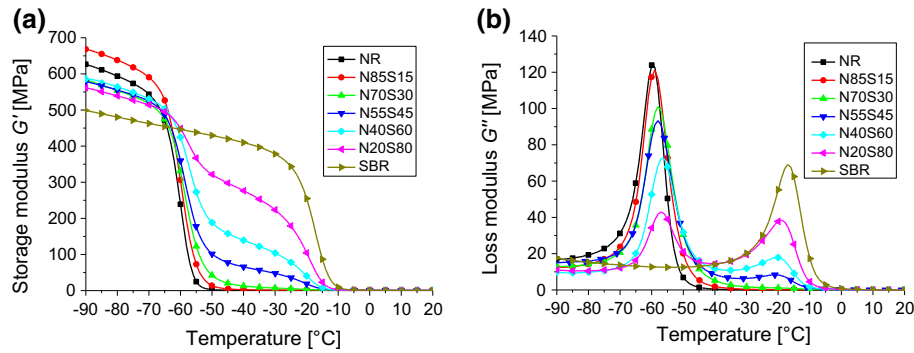 (a)
Storage modulus G' [MPa]
700
600
500
400
300
200
100
0
NR
N85S15
N70S30
N55S45
N40S60
N20S80
SBR
-90 -80 -70 -60 -50 -40 -30 -20 -10 0 10 20
Temperature [°C]
(b)
Loss modulus G'' [MPa]
140
120
100
80
60
40
20
0
NR
N85S15
N70S30
N55S45
N40S60
N20S80
SBR
-90 -80 -70 -60 -50 -40 -30 -20 -10 0 10 20
Temperature [°C]